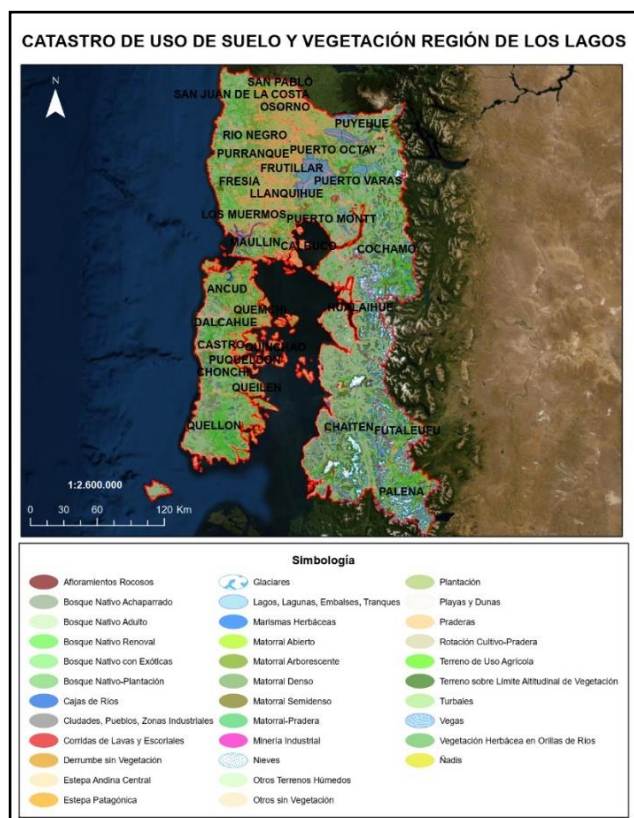 CATASTRO DE USO DE SUELO Y VEGETACIÓN REGIÓN DE LOS LAGOS
N
SAN PABLO
SAN JUAN DE LA COSTA
OSORNO
PUYEHUE
RIO NEGRO
PUERTO OCTAY
PURRANQUE
FRUTILLAR
FRESIA
PUERTO VARAS
LLANQUIHUE
LOS MUERMOS
PUERTO MONTT
MAULLIN
CALBUCO
COCHAMO
ANCUD
HUALAIHUE
QUEMCHI
DALCAHUE
CASTRO
QUINCHAO
PUQUELDON
CHONCHI
QUEILEN
QUELLON
CHAITEN
FUTALEUFU
PALENA
1:2.600.000
0 30 60 90 120 Km
Simbología
Afloramientos Rocosos
Bosque Nativo Achaparrado
Bosque Nativo Adulto
Bosque Nativo Renoval
Bosque Nativo con Exóticas
Bosque Nativo-Plantación
Cajas de Ríos
Ciudades, Pueblos, Zonas Industriales
Corridas de Lavas y Escoriales
Derrumbe sin Vegetación
Estepa Andina Central
Estepa Patagónica
Glaciares
Lagos, Lagunas, Embalses, Tranques
Marismas Herbáceas
Matorral Abierto
Matorral Arborescente
Matorral Denso
Matorral Semidenso
Matorral-Pradera
Minería Industrial
Nieves
Otros Terrenos Húmedos
Otros sin Vegetación
Plantación
Playas y Dunas
Praderas
Rotación Cultivo-Pradera
Terreno de Uso Agrícola
Terreno sobre Límite Altitudinal de Vegetación
Turbales
Vegas
Vegetación Herbácea en Orillas de Ríos
Ñadis